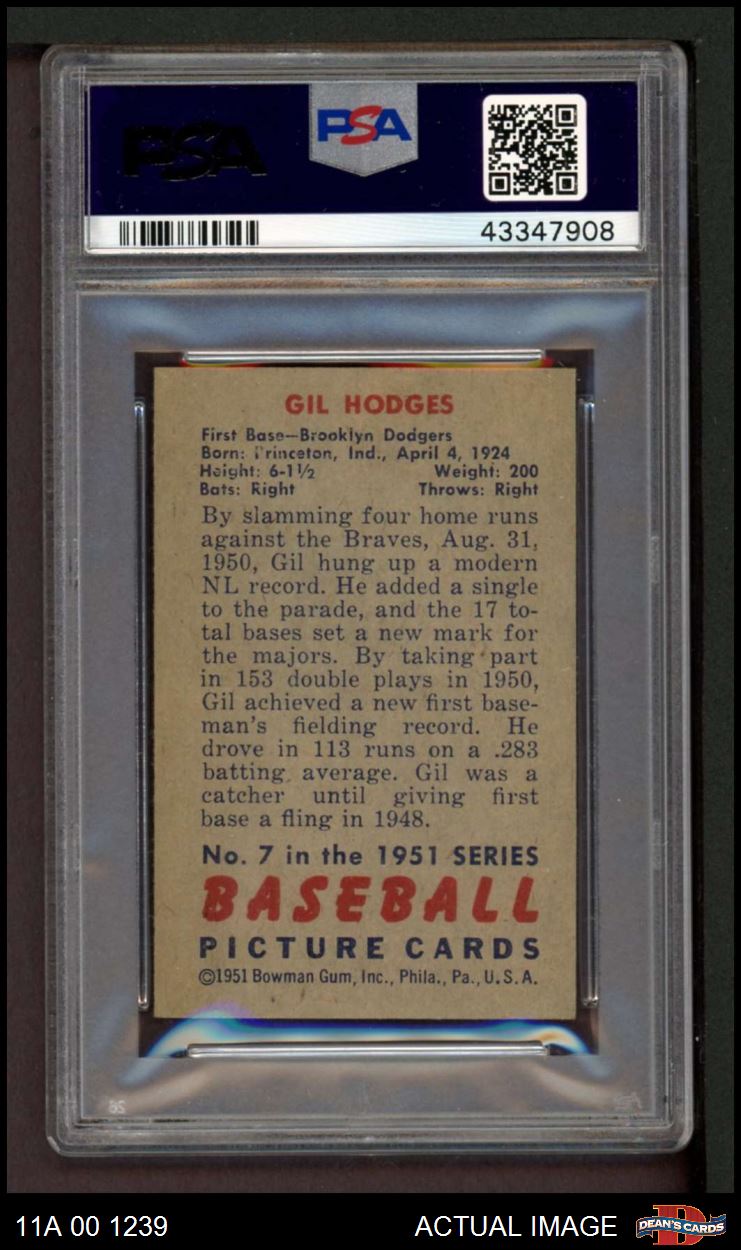 PSA
PSA
43347908
GIL HODGES
First Base—Brooklyn Dodgers
Born: Princeton, Ind., April 4, 1924
Height: 6-1½ Weight: 200
Bats: Right Throws: Right
By slamming four home runs
against the Braves, Aug. 31,
1950, Gil hung up a modern
NL record. He added a single
to the parade, and the 17 to-
tal bases set a new mark for
the majors. By taking part
in 153 double plays in 1950,
Gil achieved a new first base-
man's fielding record. He
drove in 113 runs on a .283
batting average. Gil was a
catcher until giving first
base a fling in 1948.
No. 7 in the 1951 SERIES
BASEBALL
PICTURE CARDS
©1951 Bowman Gum, Inc., Phila., Pa., U.S.A.
11A 00 1239 ACTUAL IMAGE DEAN'S CARDS